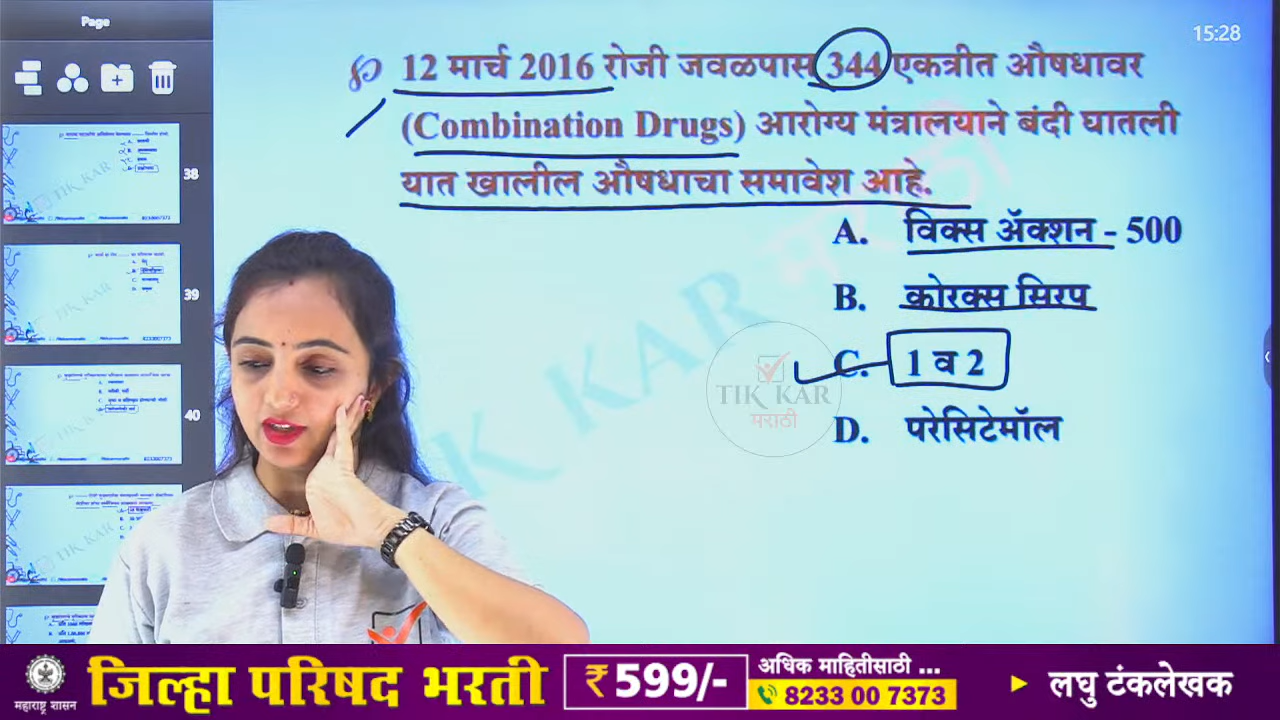 Page
15:28
12 मार्च 2016 रोजी जवळपास 344 एकत्रीत औषधावर
(Combination Drugs) आरोग्य मंत्रालयाने बंदी घातली
यात खालील औषधाचा समावेश आहे.
A. विक्स ॲक्शन - 500
B. कोरक्स सिरप
C. 1 व 2
D. परेसिटेमॉल
38
39
40
TIK KAR
मराठी
महाराष्ट्र शासन
जिल्हा परिषद भरती
₹599/-
अधिक माहितीसाठी ...
8233 00 7373
लघु टंकलेखक